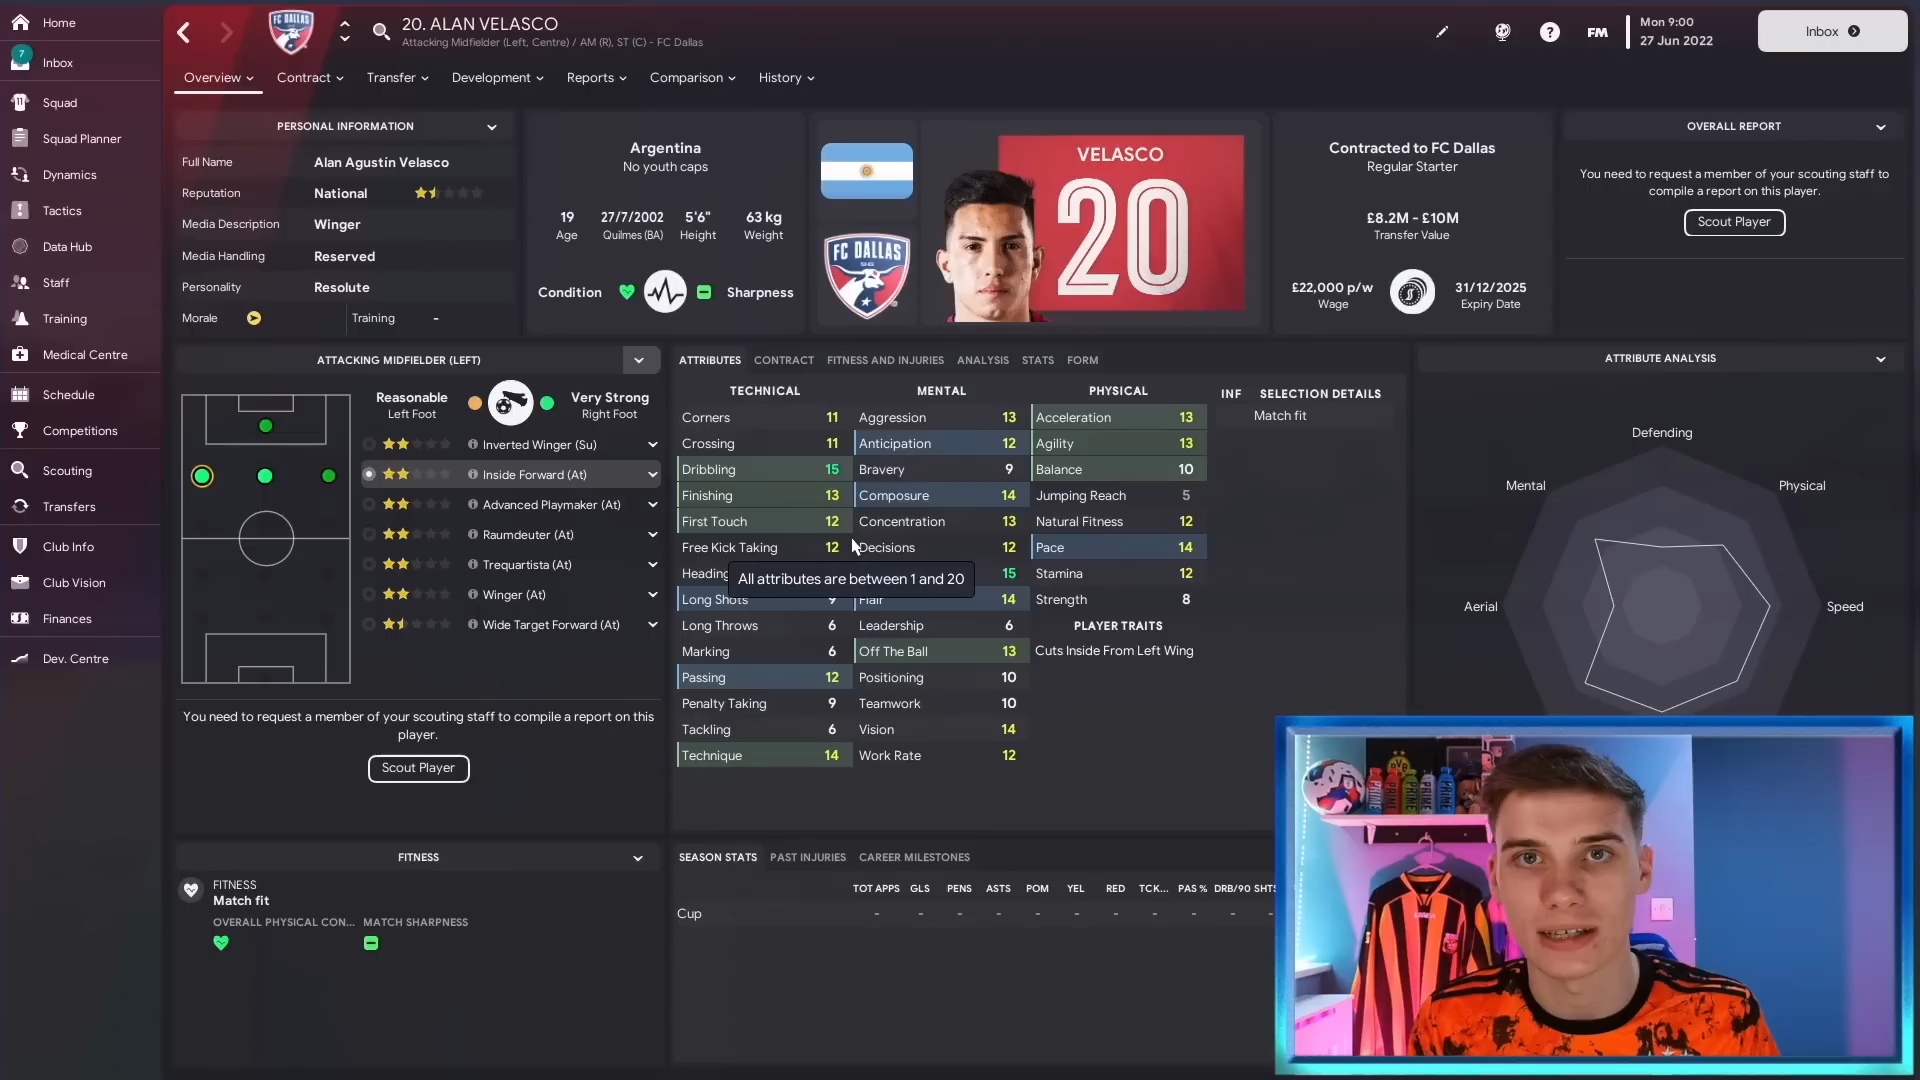 Home
Inbox
7
Squad
Squad Planner
Dynamics
Tactics
Data Hub
Staff
Training
Medical Centre
Schedule
Competitions
Scouting
Transfers
Club Info
Club Vision
Finances
Dev. Centre
FC DALLAS
20. ALAN VELASCO
Attacking Midfielder (Left, Centre) / AM (R), ST (C) - FC Dallas
?
FM
Mon 9:00
27 Jun 2022
Inbox
Overview Contract Transfer Development Reports Comparison History
PERSONAL INFORMATION
Full Name Alan Agustín Velasco
Reputation National
Media Description Winger
Media Handling Reserved
Personality Resolute
Morale Training -
Argentina
No youth caps
19 27/7/2002 5'6" 63 kg
Age Quilmes (BA) Height Weight
Condition Sharpness
FC DALLAS
96
VELASCO
20
Contracted to FC Dallas
Regular Starter
£8.2M - £10M
Transfer Value
£22,000 p/w 31/12/2025
Wage Expiry Date
OVERALL REPORT
You need to request a member of your scouting staff to
compile a report on this player.
Scout Player
ATTACKING MIDFIELDER (LEFT)
Reasonable Very Strong
Left Foot Right Foot
Inverted Winger (Su)
Inside Forward (At)
Advanced Playmaker (At)
Raumdeuter (At)
Trequartista (At)
Winger (At)
Wide Target Forward (At)
You need to request a member of your scouting staff to compile a report on this
player.
Scout Player
ATTRIBUTES CONTRACT FITNESS AND INJURIES ANALYSIS STATS FORM
TECHNICAL MENTAL PHYSICAL
INF SELECTION DETAILS
Match fit
Corners 11 Aggression 13 Acceleration 13
Crossing 11 Anticipation 12 Agility 13
Dribbling 15 Bravery 9 Balance 10
Finishing 13 Composure 14 Jumping Reach 5
First Touch 12 Concentration 13 Natural Fitness 12
Free Kick Taking 12 Decisions 12 Pace 14
Heading 15 Stamina 12
All attributes are between 1 and 20
Long Shots 9 Flair 14 Strength 8
Long Throws 6 Leadership 6
PLAYER TRAITS
Marking 6 Off The Ball 13 Cuts Inside From Left Wing
Passing 12 Positioning 10
Penalty Taking 9 Teamwork 10
Tackling 6 Vision 14
Technique 14 Work Rate 12
ATTRIBUTE ANALYSIS
Defending
Mental Physical
Aerial Speed
FITNESS
FITNESS
Match fit
OVERALL PHYSICAL CON... MATCH SHARPNESS
SEASON STATS PAST INJURIES CAREER MILESTONES
TOT APPS GLS PENS ASTS POM YEL RED TCK... PAS % DRB/90 SHTS
Cup - - - - - - - - - - -
BVB
PRIME
PRIME
PRIME
PRIME